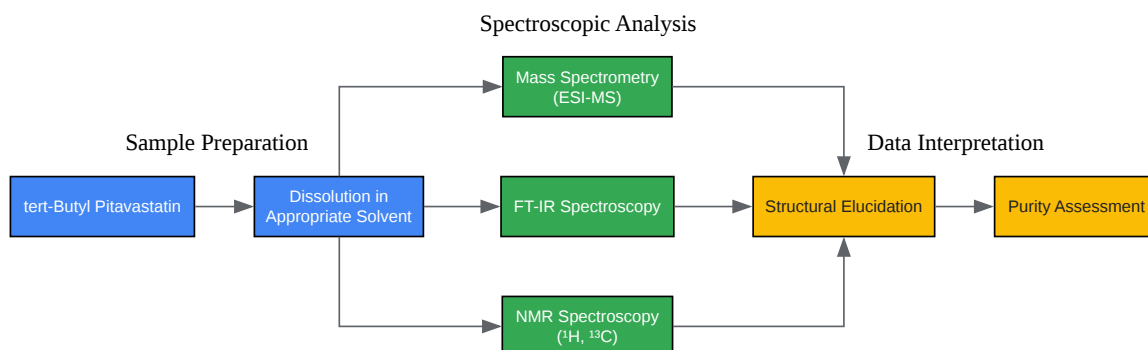 Spectroscopic Analysis
Mass Spectrometry
(ESI-MS)
Sample Preparation
Data Interpretation
tert-Butyl Pitavastatin
Dissolution in
Appropriate Solvent
FT-IR Spectroscopy
Structural Elucidation
Purity Assessment
NMR Spectroscopy
(¹H, ¹³C)